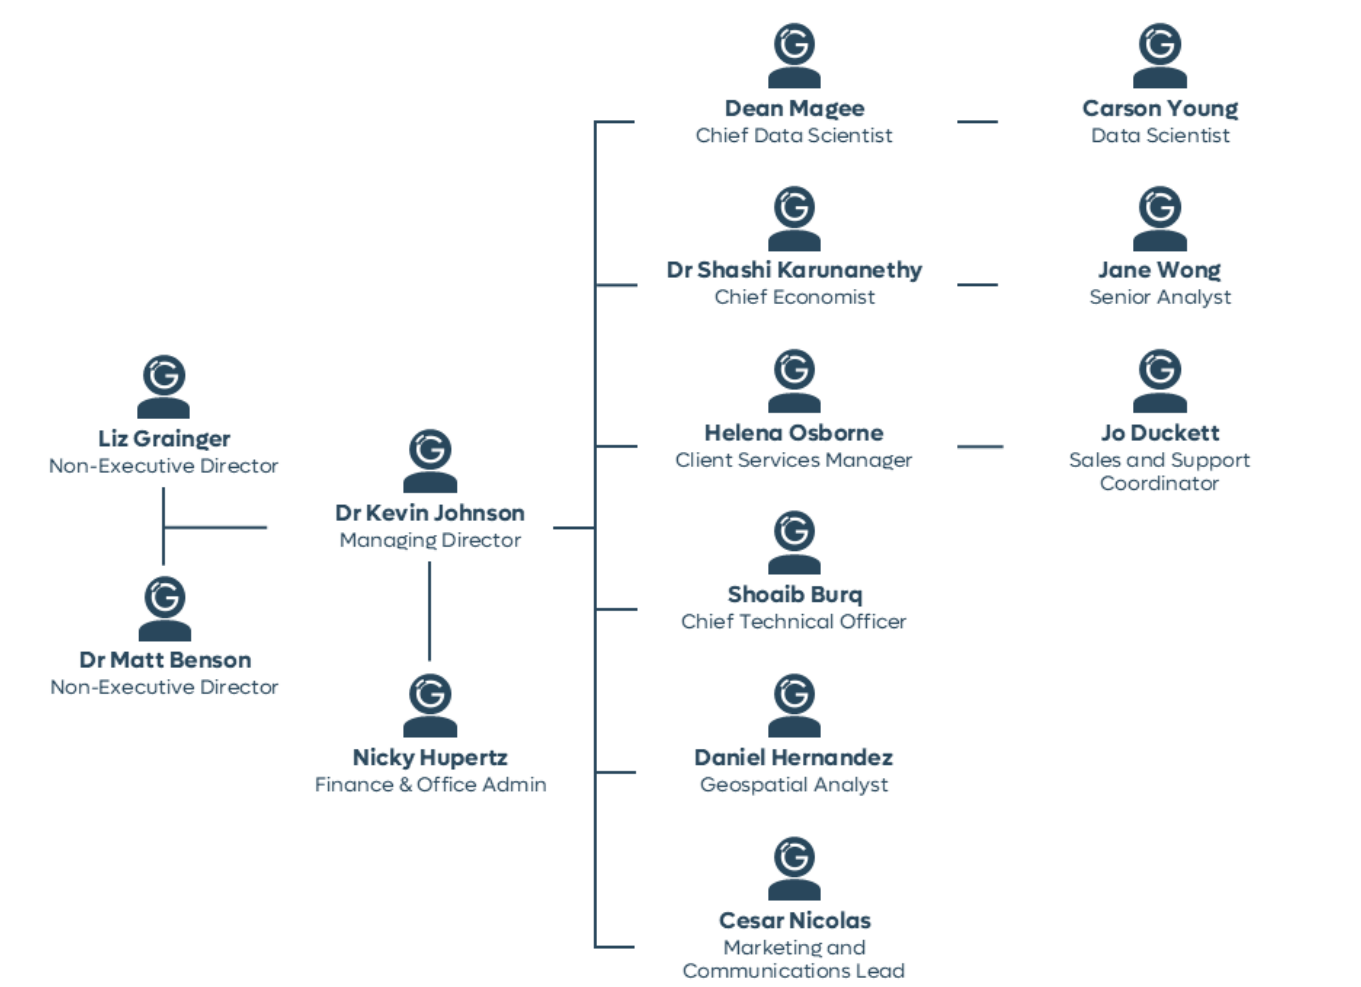 Dean Magee
Chief Data Scientist
Carson Young
Data Scientist
Dr Shashi Karunanethy
Chief Economist
Jane Wong
Senior Analyst
Helena Osborne
Client Services Manager
Jo Duckett
Sales and Support
Coordinator
Liz Grainger
Non-Executive Director
Dr Kevin Johnson
Managing Director
Shoaib Burq
Chief Technical Officer
Dr Matt Benson
Non-Executive Director
Nicky Hupertz
Finance & Office Admin
Daniel Hernandez
Geospatial Analyst
Cesar Nicolas
Marketing and
Communications Lead